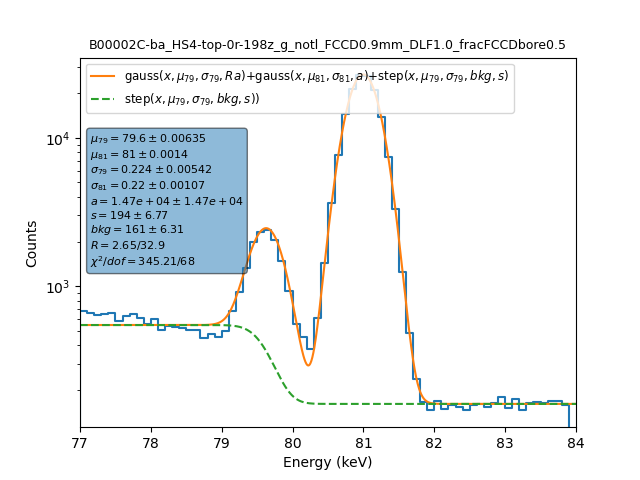 B00002C-ba_HS4-top-0r-198z_g_notl_FCCD0.9mm_DLF1.0_fracFCCDbore0.5
gauss(x, μ79, σ79, Ra)+gauss(x, μ81, σ81, a)+step(x, μ79, σ79, bkg, s)
step(x, μ79, σ79, bkg, s))
μ79 = 79.6 ± 0.00635
μ81 = 81 ± 0.0014
σ79 = 0.224 ± 0.00542
σ81 = 0.22 ± 0.00107
a = 1.47e + 04 ± 1.47e + 04
s = 194 ± 6.77
bkg = 161 ± 6.31
R = 2.65/32.9
χ²/dof = 345.21/68
10⁴
10³
Counts
77 78 79 80 81 82 83 84
Energy (keV)